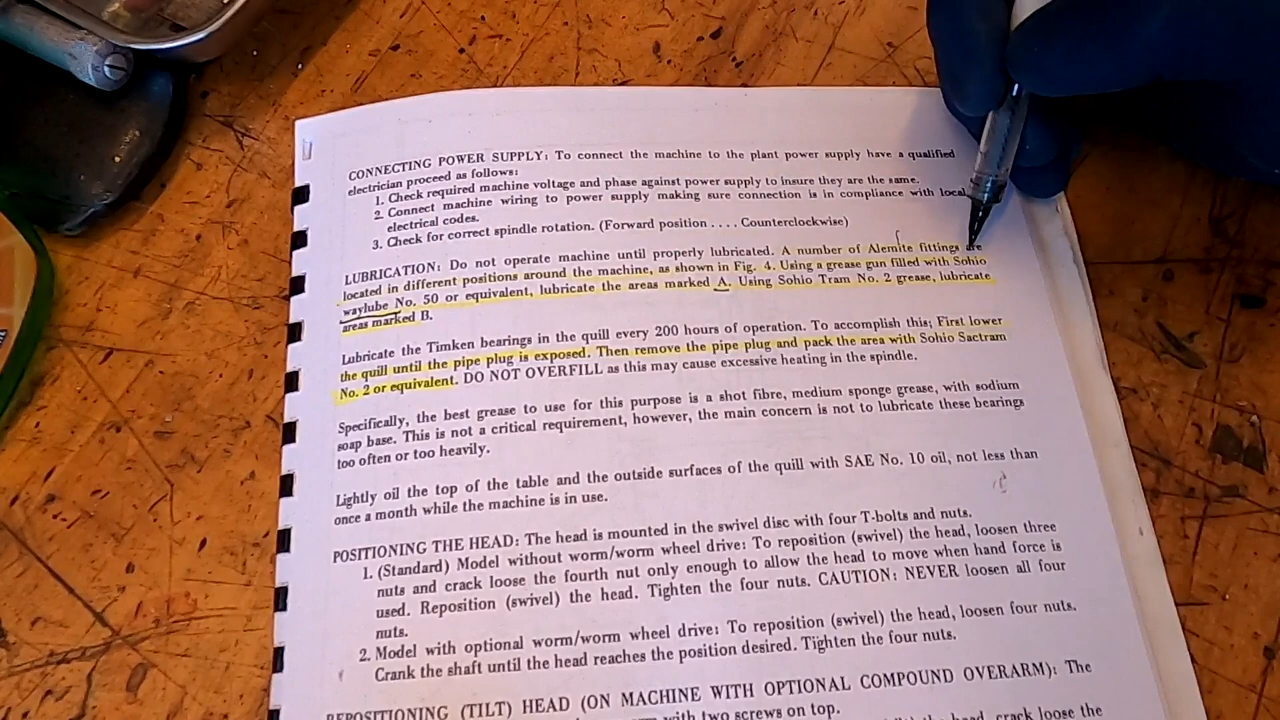 CONNECTING POWER SUPPLY: To connect the machine to the plant power supply have a qualified
electrician proceed as follows:
1. Check required machine voltage and phase against power supply to insure they are the same.
2. Connect machine wiring to power supply making sure connection is in compliance with local
electrical codes.
3. Check for correct spindle rotation. (Forward position .... Counterclockwise)
LUBRICATION: Do not operate machine until properly lubricated. A number of Alemite fittings are
located in different positions around the machine, as shown in Fig. 4. Using a grease gun filled with Sohio
waylube No. 50 or equivalent, lubricate the areas marked A. Using Sohio Tram No. 2 grease, lubricate
areas marked B.
Lubricate the Timken bearings in the quill every 200 hours of operation. To accomplish this; First lower
the quill until the pipe plug is exposed. Then remove the pipe plug and pack the area with Sohio Sactram
No. 2 or equivalent. DO NOT OVERFILL as this may cause excessive heating in the spindle.
Specifically, the best grease to use for this purpose is a shot fibre, medium sponge grease, with sodium
soap base. This is not a critical requirement, however, the main concern is not to lubricate these bearings
too often or too heavily.
Lightly oil the top of the table and the outside surfaces of the quill with SAE No. 10 oil, not less than
once a month while the machine is in use.
POSITIONING THE HEAD: The head is mounted in the swivel disc with four T-bolts and nuts.
1. (Standard) Model without worm/worm wheel drive: To reposition (swivel) the head, loosen three
nuts and crack loose the fourth nut only enough to allow the head to move when hand force is
used. Reposition (swivel) the head. Tighten the four nuts. CAUTION: NEVER loosen all four
nuts.
2. Model with optional worm/worm wheel drive: To reposition (swivel) the head, loosen four nuts.
Crank the shaft until the head reaches the position desired. Tighten the four nuts.
REPOSITIONING (TILT) HEAD (ON MACHINE WITH OPTIONAL COMPOUND OVERARM): The
with two screws on top.
the head, crack loose the